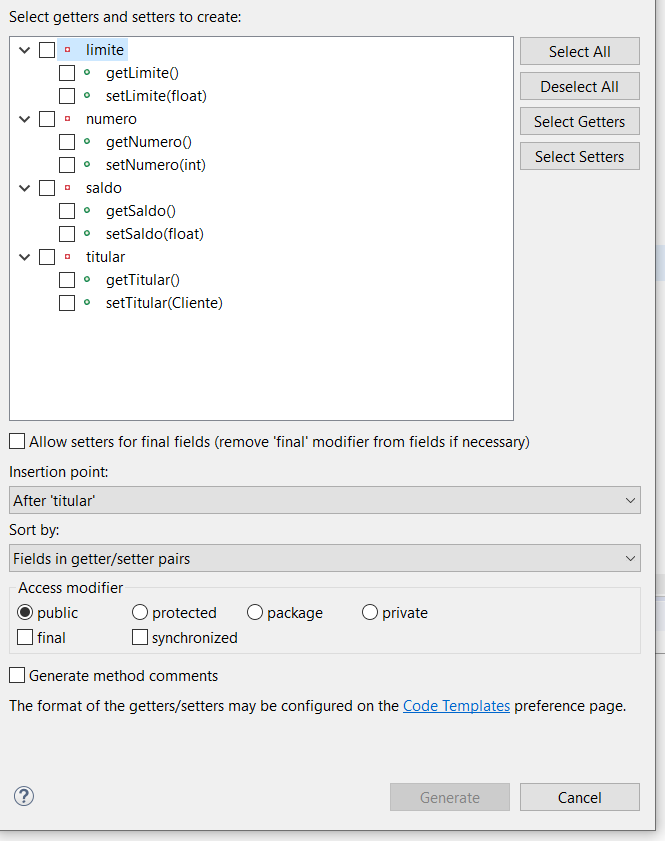 Select getters and setters to create:
limite
getLimite()
setLimite(float)
numero
getNumero()
setNumero(int)
saldo
getSaldo()
setSaldo(float)
titular
getTitular()
setTitular(Cliente)
Select All
Deselect All
Select Getters
Select Setters
Allow setters for final fields (remove 'final' modifier from fields if necessary)
Insertion point:
After 'titular'
Sort by:
Fields in getter/setter pairs
Access modifier
public protected package private
final synchronized
Generate method comments
The format of the getters/setters may be configured on the Code Templates preference page.
? Generate Cancel